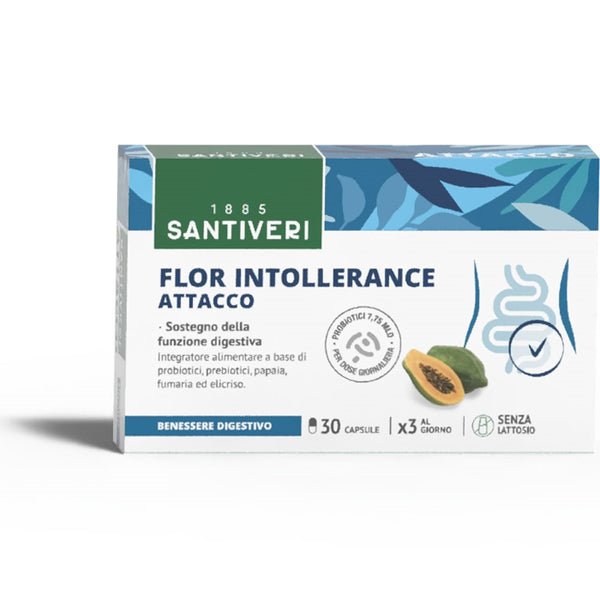 SANTIVERI
ATTACCO
1885
SANTIVERI
FLOR INTOLLERANCE
ATTACCO
· Sostegno della
funzione digestiva
Integratore alimentare a base di
probiotici, prebiotici, papaia,
fumaria ed elicriso.
PROBIOTICI 7,75 MLD
PER DOSE GIORNALIERA
BENESSERE DIGESTIVO
30 CAPSULE
x3 AL
GIORNO
SENZA
LATTOSIO